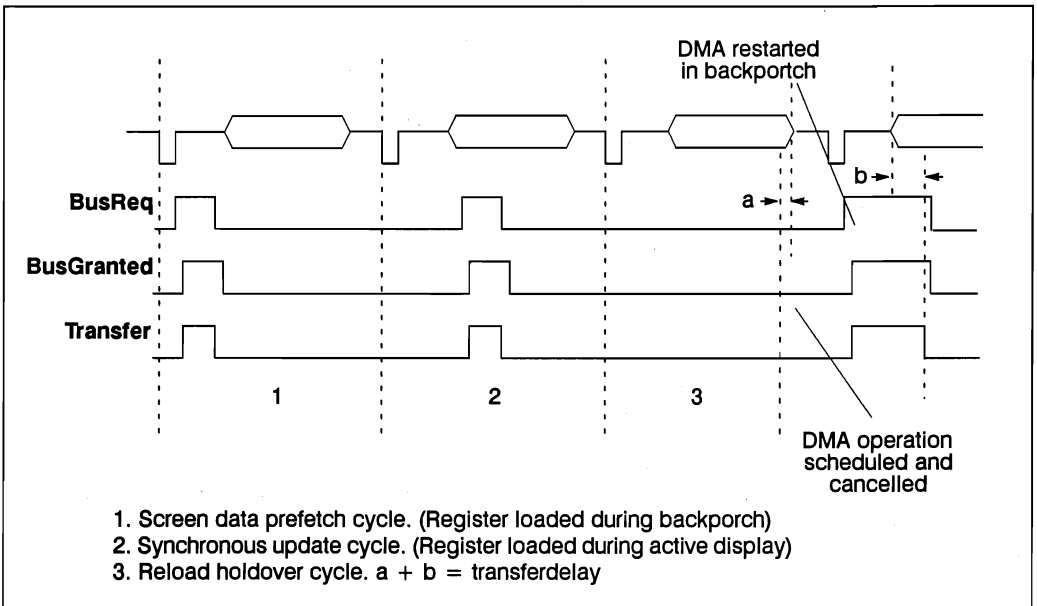 DMA restarted
in backportch
b
a
BusReq
BusGranted
Transfer
1 2 3
DMA operation
scheduled and
cancelled
1. Screen data prefetch cycle. (Register loaded during backporch)
2. Synchronous update cycle. (Register loaded during active display)
3. Reload holdover cycle. a + b = transferdelay